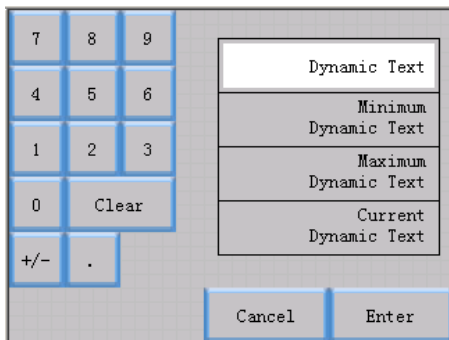 7 8 9
4 5 6
1 2 3
0 Clear
+/- .
Dynamic Text
Minimum
Dynamic Text
Maximum
Dynamic Text
Current
Dynamic Text
Cancel Enter